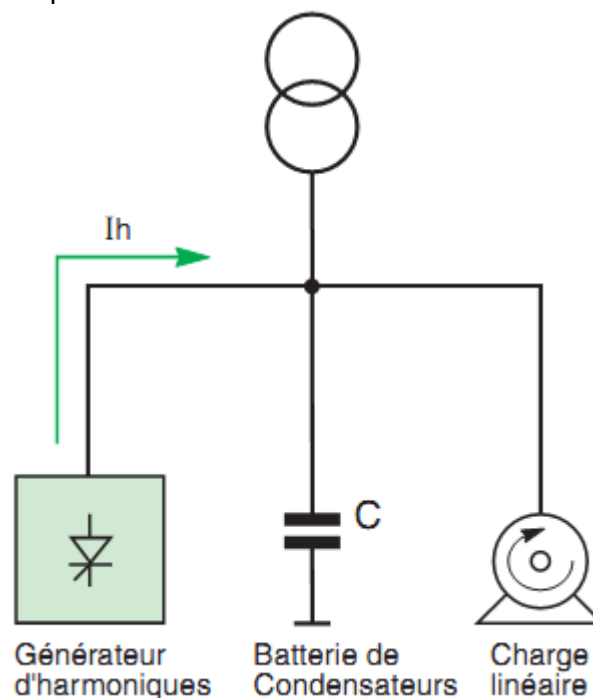 Ih
C
Générateur
d'harmoniques
Batterie de
Condensateurs
Charge
linéaire